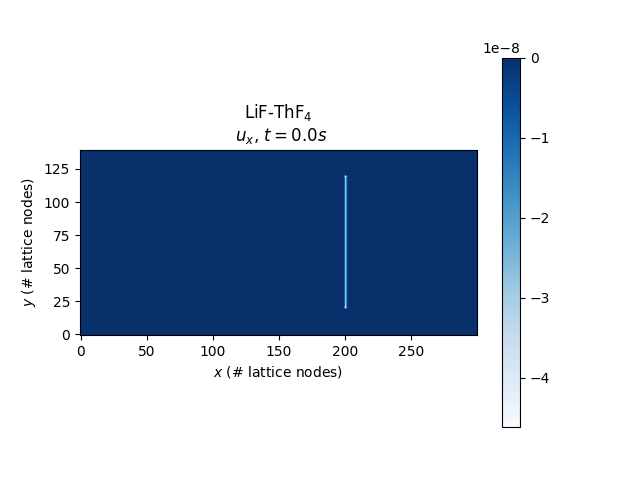 1e−8
LiF-ThF₄
uₓ, t = 0.0s
0
−1
−2
−3
−4
125
100
75
50
25
0
y (# lattice nodes)
0 50 100 150 200 250
x (# lattice nodes)